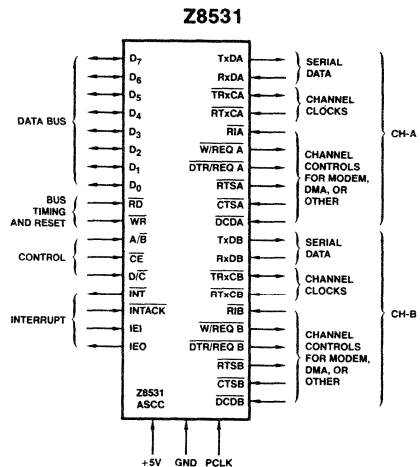 Z8531
DATA BUS
BUS
TIMING
AND RESET
CONTROL
INTERRUPT
D7
D6
D5
D4
D3
D2
D1
D0
RD
WR
A/B
CE
D/C
INT
INTACK
IEI
IEO
Z8531
ASCC
TxDA
RxDA
TRxCA
RTxCA
RIA
W/REQ A
DTR/REQ A
RTSA
CTSA
DCDA
TxDB
RxDB
TRxCB
RTxCB
RIB
W/REQ B
DTR/REQ B
RTSB
CTSB
DCDB
SERIAL
DATA
CHANNEL
CLOCKS
CHANNEL
CONTROLS
FOR MODEM,
DMA, OR
OTHER
CH-A
SERIAL
DATA
CHANNEL
CLOCKS
CHANNEL
CONTROLS
FOR MODEM,
DMA, OR
OTHER
CH-B
+5V GND PCLK